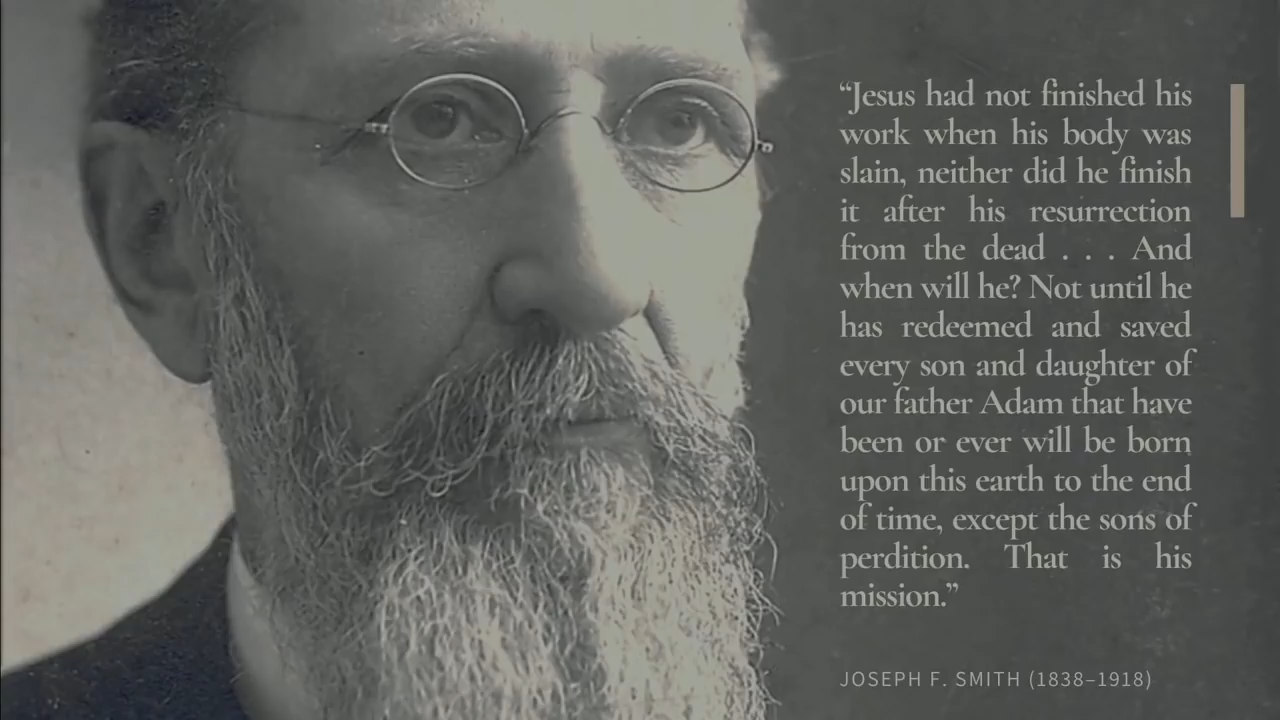 “Jesus had not finished his
work when his body was
slain, neither did he finish
it after his resurrection
from the dead . . . And
when will he? Not until he
has redeemed and saved
every son and daughter of
our father Adam that have
been or ever will be born
upon this earth to the end
of time, except the sons of
perdition. That is his
mission.”
JOSEPH F. SMITH (1838–1918)